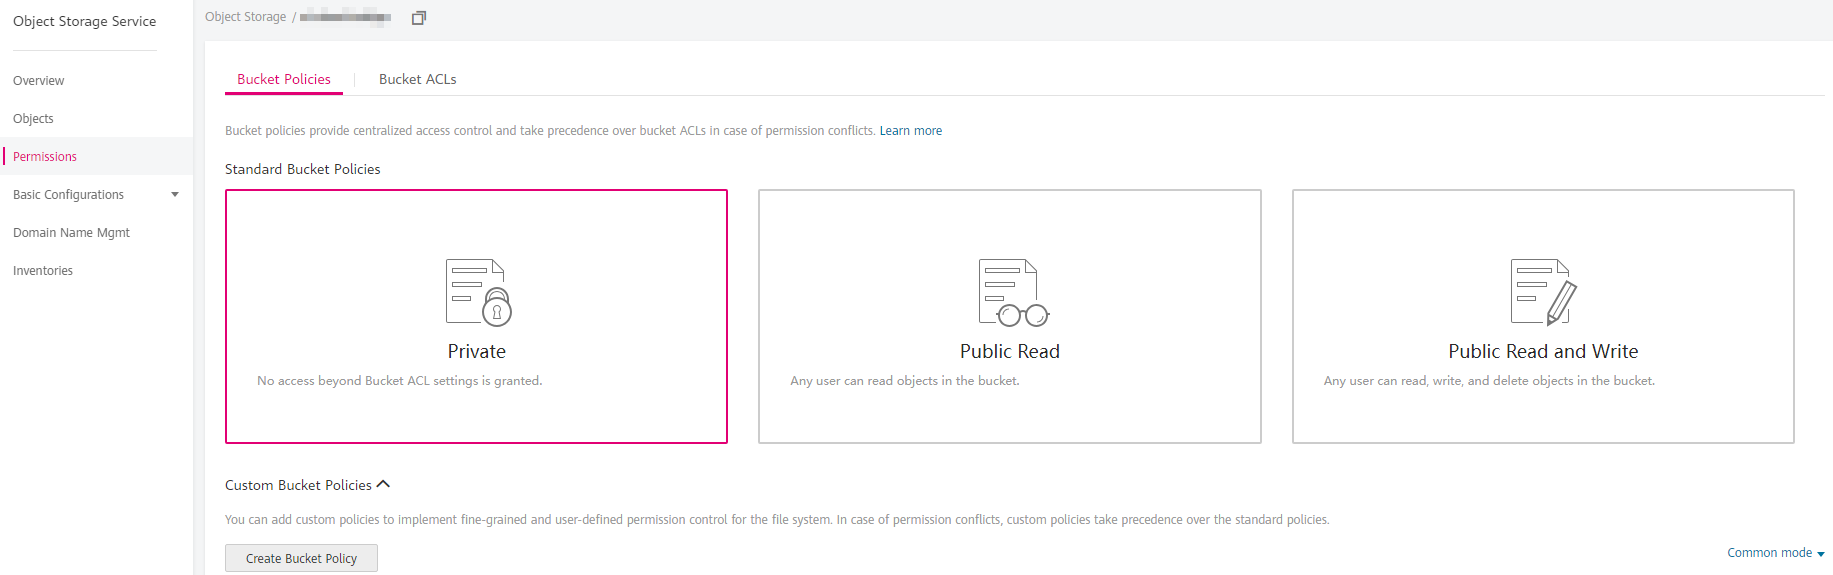 Object Storage Service
Overview
Objects
Permissions
Basic Configurations
Domain Name Mgmt
Inventories
Object Storage /
Bucket Policies
Bucket ACLs
Bucket policies provide centralized access control and take precedence over bucket ACLs in case of permission conflicts. Learn more
Standard Bucket Policies
Private
No access beyond Bucket ACL settings is granted.
Public Read
Any user can read objects in the bucket.
Public Read and Write
Any user can read, write, and delete objects in the bucket.
Custom Bucket Policies
You can add custom policies to implement fine-grained and user-defined permission control for the file system. In case of permission conflicts, custom policies take precedence over the standard policies.
Create Bucket Policy
Common mode